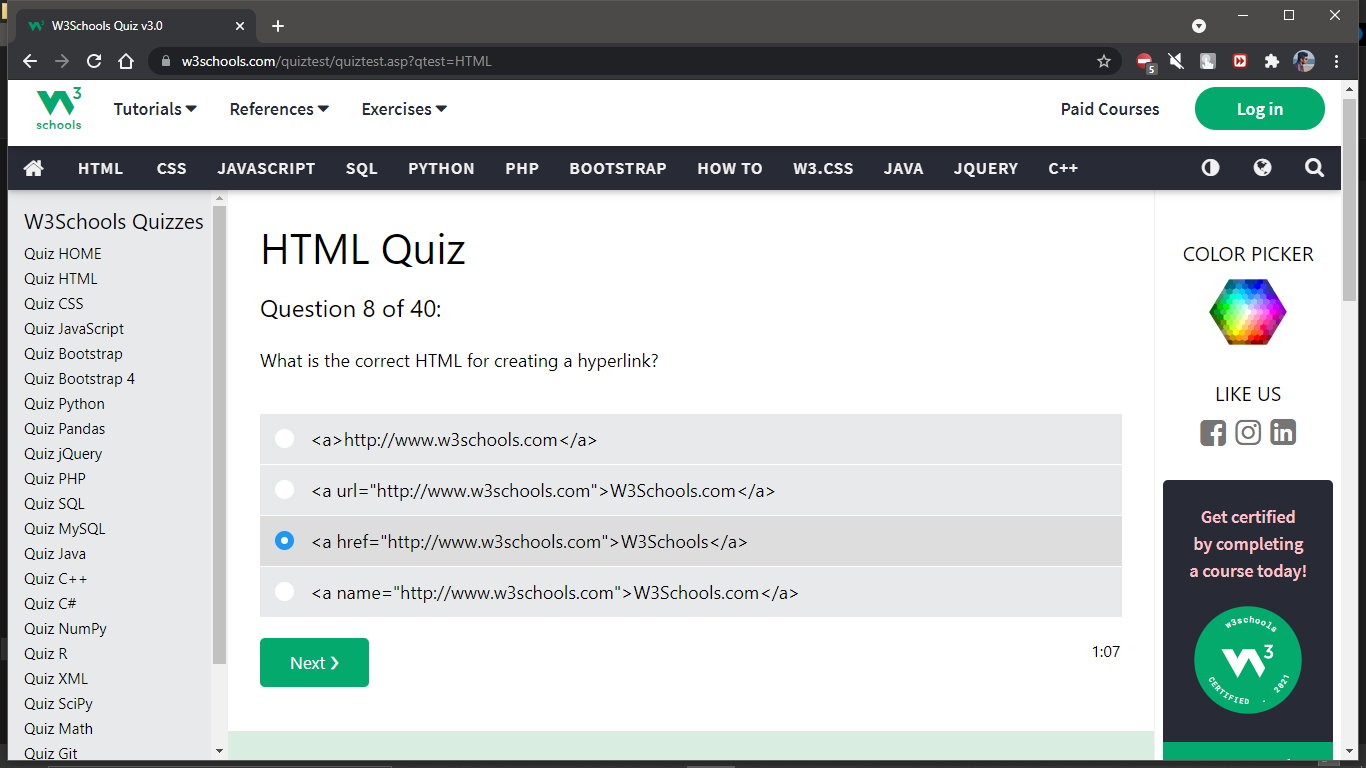 W3Schools Quiz v3.0
w3schools.com/quiztest/quiztest.asp?qtest=HTML
5
3
schools
Tutorials
References
Exercises
Paid Courses
Log in
HTML CSS JAVASCRIPT SQL PYTHON PHP BOOTSTRAP HOW TO W3.CSS JAVA JQUERY C++
W3Schools Quizzes
Quiz HOME
Quiz HTML
Quiz CSS
Quiz JavaScript
Quiz Bootstrap
Quiz Bootstrap 4
Quiz Python
Quiz Pandas
Quiz jQuery
Quiz PHP
Quiz SQL
Quiz MySQL
Quiz Java
Quiz C++
Quiz C#
Quiz NumPy
Quiz R
Quiz XML
Quiz SciPy
Quiz Math
Quiz Git
HTML Quiz
Question 8 of 40:
What is the correct HTML for creating a hyperlink?
<a>http://www.w3schools.com</a>
<a url="http://www.w3schools.com">W3Schools.com</a>
<a href="http://www.w3schools.com">W3Schools</a>
<a name="http://www.w3schools.com">W3Schools.com</a>
Next ❯
1:07
COLOR PICKER
LIKE US
Get certified
by completing
a course today!
w3schools
3
CERTIFIED . 2021